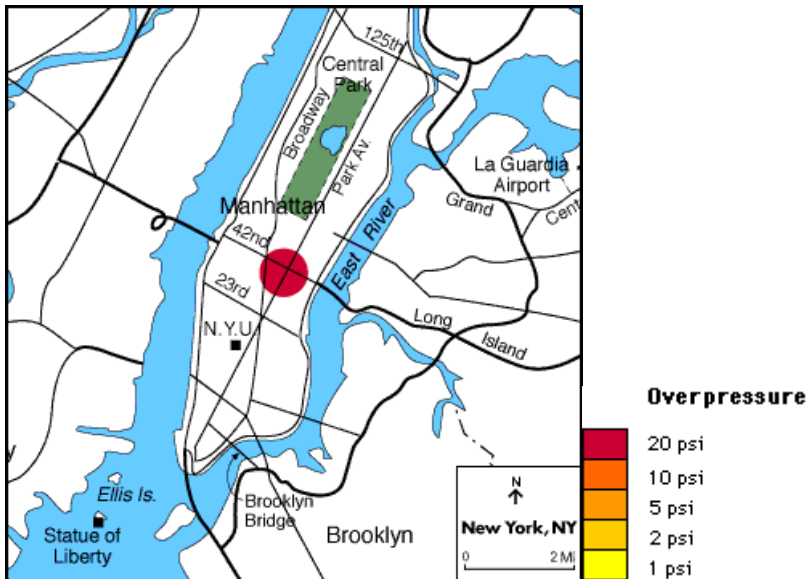 125th
Central
Park
Broadway
Park Av.
La Guardia
Airport
Grand
Cent
Manhattan
42nd
East River
23rd
Long
Island
N.Y.U.
Overpressure
20 psi
10 psi
5 psi
2 psi
1 psi
Ellis Is.
Statue of
Liberty
Brooklyn
Bridge
Brooklyn
N
New York, NY
0 2 Mi